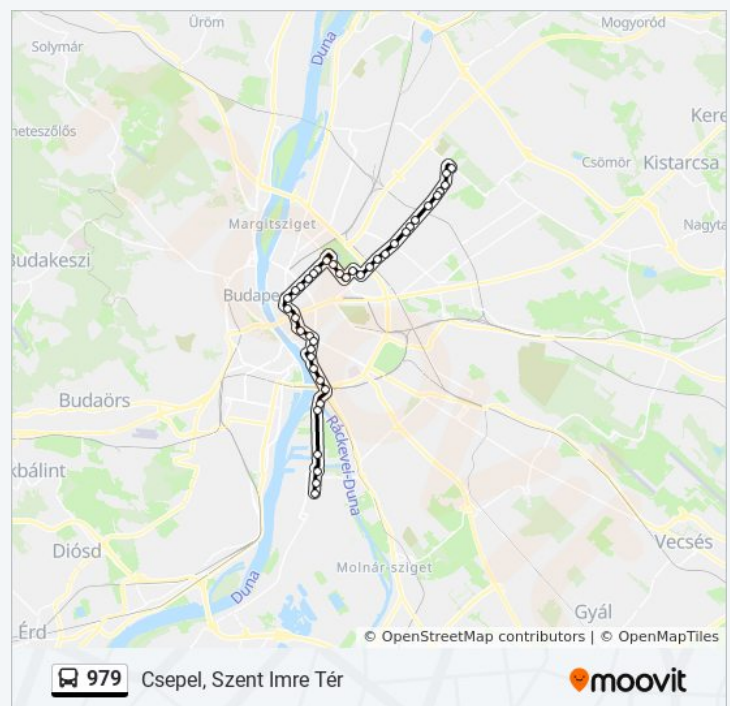 Üröm
Mogyoród
Solymár
Duna
Kere
heteszőlős
Csömör
Kistarcsa
Margitsziget
Nagyta
Budakeszi
Budape
Budaörs
Ráckevei-Duna
kbálint
Diósd
Vecsés
Molnár-sziget
Duna
Gyál
Érd
© OpenStreetMap contributors | © OpenMapTiles
979 Csepel, Szent Imre Tér
moovit